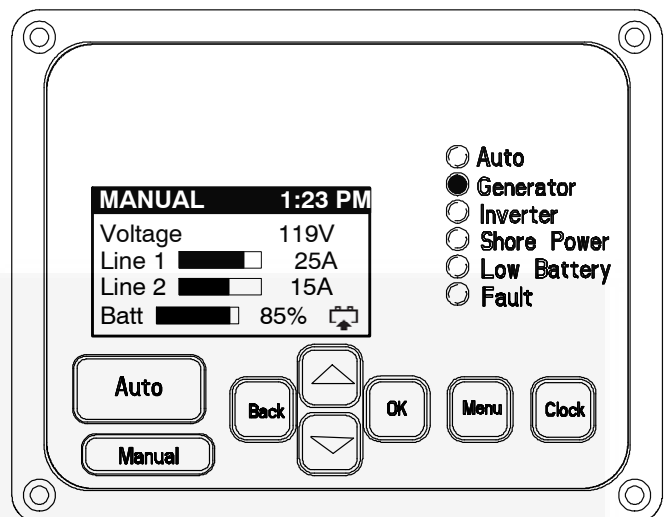 MANUAL 1:23 PM
Voltage 119V
Line 1 25A
Line 2 15A
Batt 85%
Auto
Generator
Inverter
Shore Power
Low Battery
Fault
Auto
Manual
Back
OK
Menu
Clock